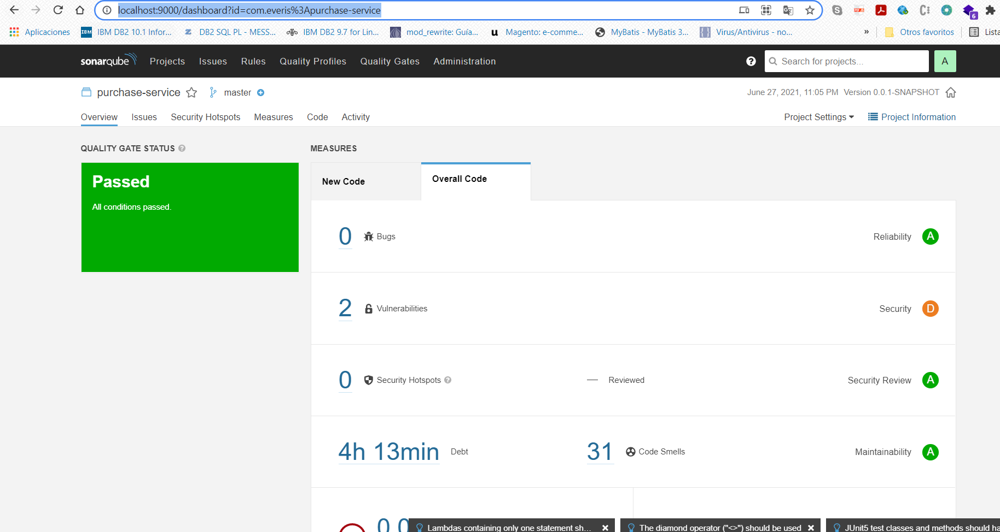 localhost:9000/dashboard?id=com.everis%3Apurchase-service
6
Aplicaciones
IBM
IBM DB2 10.1 Infor...
DB2 SQL PL - MESS...
IBM DB2 9.7 for Lin...
mod_rewrite: Guía...
Magento: e-comme...
MyBatis - MyBatis 3...
Virus/Antivirus - no...
»
Otros favoritos
Lista
sonarqube
Projects
Issues
Rules
Quality Profiles
Quality Gates
Administration
Search for projects...
A
purchase-service
master
June 27, 2021, 11:05 PM Version 0.0.1-SNAPSHOT
Overview
Issues
Security Hotspots
Measures
Code
Activity
Project Settings
Project Information
QUALITY GATE STATUS
MEASURES
Passed
All conditions passed.
New Code
Overall Code
0 Bugs
Reliability A
2 Vulnerabilities
Security D
0 Security Hotspots
— Reviewed
Security Review A
4h 13min Debt
31 Code Smells
Maintainability A
0.0
Lambdas containing only one statement sh...
The diamond operator ("<>") should be used
JUnit5 test classes and methods should ha